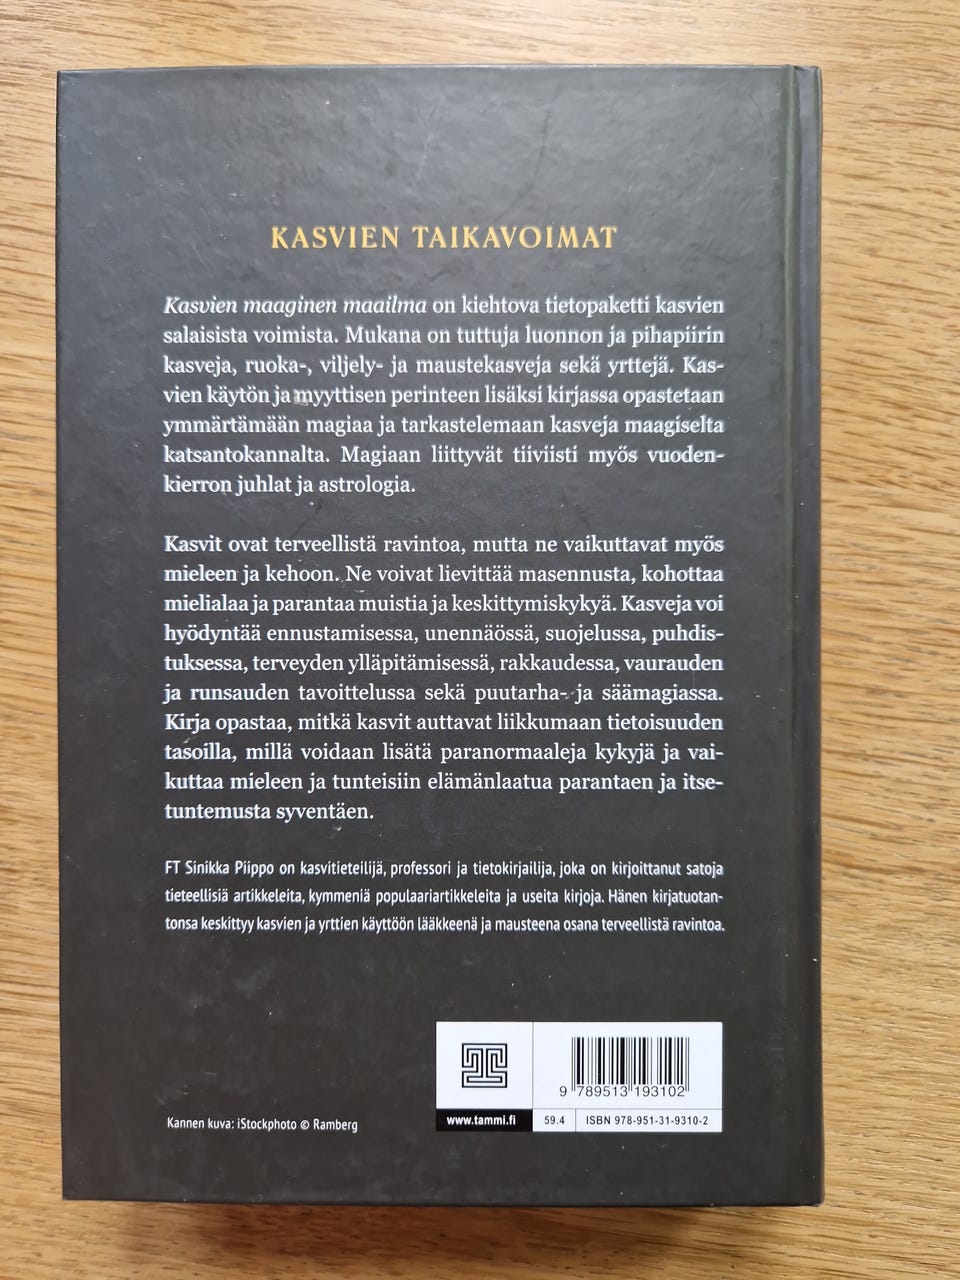 KASVIEN TAIKAVOIMAT
Kasvien maaginen maailma on kiehtova tietopaketti kasvien
salaisista voimista. Mukana on tuttuja luonnon ja pihapiirin
kasveja, ruoka-, viljely- ja maustekasveja sekä yrttejä. Kas-
vien käytön ja myyttisen perinteen lisäksi kirjassa opastetaan
ymmärtämään magiaa ja tarkastelemaan kasveja maagiselta
katsantokannalta. Magiaan liittyvät tiiviisti myös vuoden-
kierron juhlat ja astrologia.
Kasvit ovat terveellistä ravintoa, mutta ne vaikuttavat myös
mieleen ja kehoon. Ne voivat lievittää masennusta, kohottaa
mielialaa ja parantaa muistia ja keskittymiskykyä. Kasveja voi
hyödyntää ennustamisessa, unennäössä, suojelussa, puhdis-
tuksessa, terveyden ylläpitämisessä, rakkaudessa, vaurauden
ja runsauden tavoittelussa sekä puutarha- ja säämagiassa.
Kirja opastaa, mitkä kasvit auttavat liikkumaan tietoisuuden
tasoilla, millä voidaan lisätä paranormaaleja kykyjä ja vai-
kuttaa mieleen ja tunteisiin elämänlaatua parantaen ja itse-
tuntemusta syventäen.
FT Sinikka Piippo on kasvitieteilijä, professori ja tietokirjailija, joka on kirjoittanut satoja
tieteellisiä artikkeleita, kymmeniä populaariartikkeleita ja useita kirjoja. Hänen kirjatuotan-
tonsa keskittyy kasvien ja yrttien käyttöön lääkkeenä ja mausteena osana terveellistä ravintoa.
9 789513 193102
www.tammi.fi 59.4 ISBN 978-951-31-9310-2
Kannen kuva: iStockphoto © Ramberg